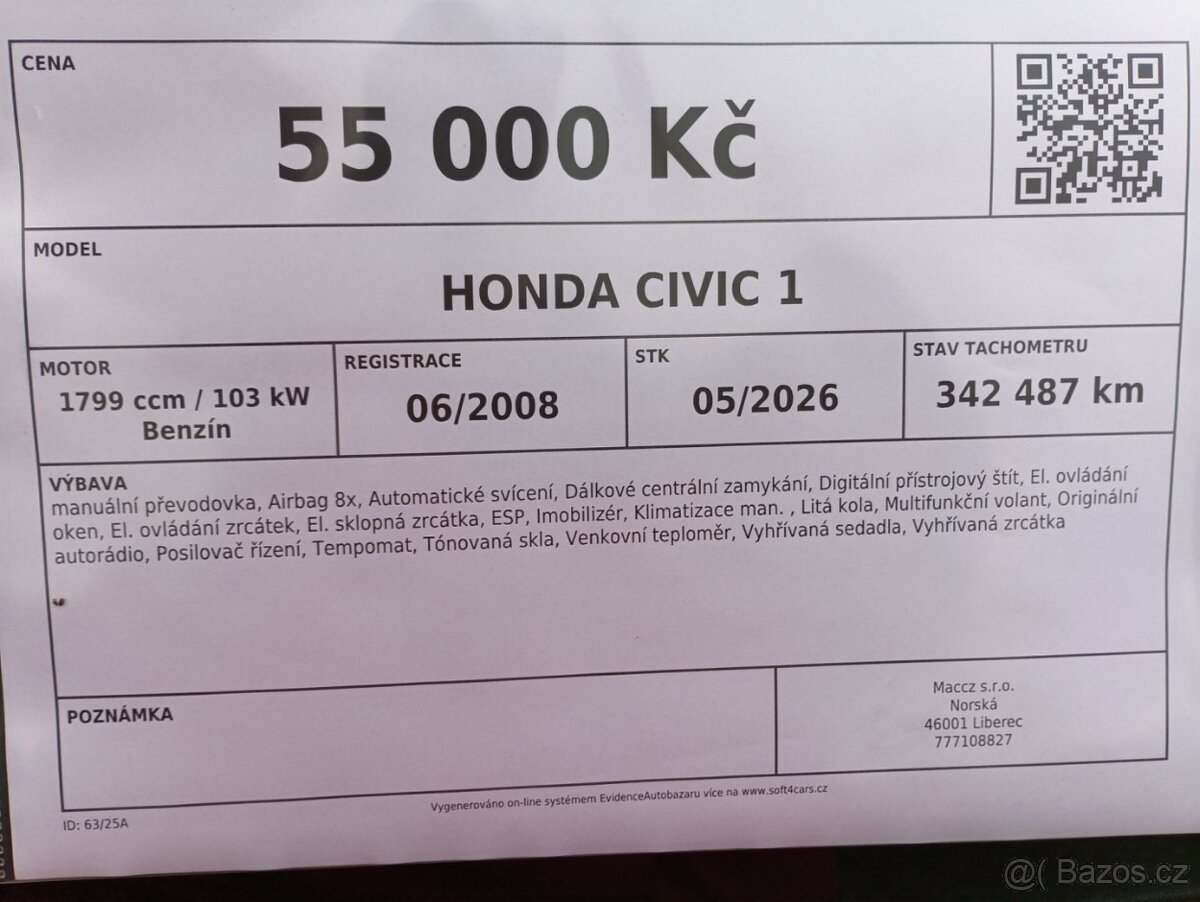 CENA
55 000 Kč
MODEL
HONDA CIVIC 1
MOTOR
1799 ccm / 103 kW
Benzín
REGISTRACE
06/2008
STK
05/2026
STAV TACHOMETRU
342 487 km
VÝBAVA
manuální převodovka, Airbag 8x, Automatické svícení, Dálkové centrální zamykání, Digitální přístrojový štít, El. ovládání
oken, El. ovládání zrcátek, El. sklopná zrcátka, ESP, Imobilizér, Klimatizace man. , Litá kola, Multifunkční volant, Originální
autorádio, Posilovač řízení, Tempomat, Tónovaná skla, Venkovní teploměr, Vyhřívaná sedadla, Vyhřívaná zrcátka
POZNÁMKA
Maccz s.r.o.
Norská
46001 Liberec
777108827
Vygenerováno on-line systémem EvidenceAutobazaru více na www.soft4cars.cz
ID: 63/25A
@( Bazos.cz